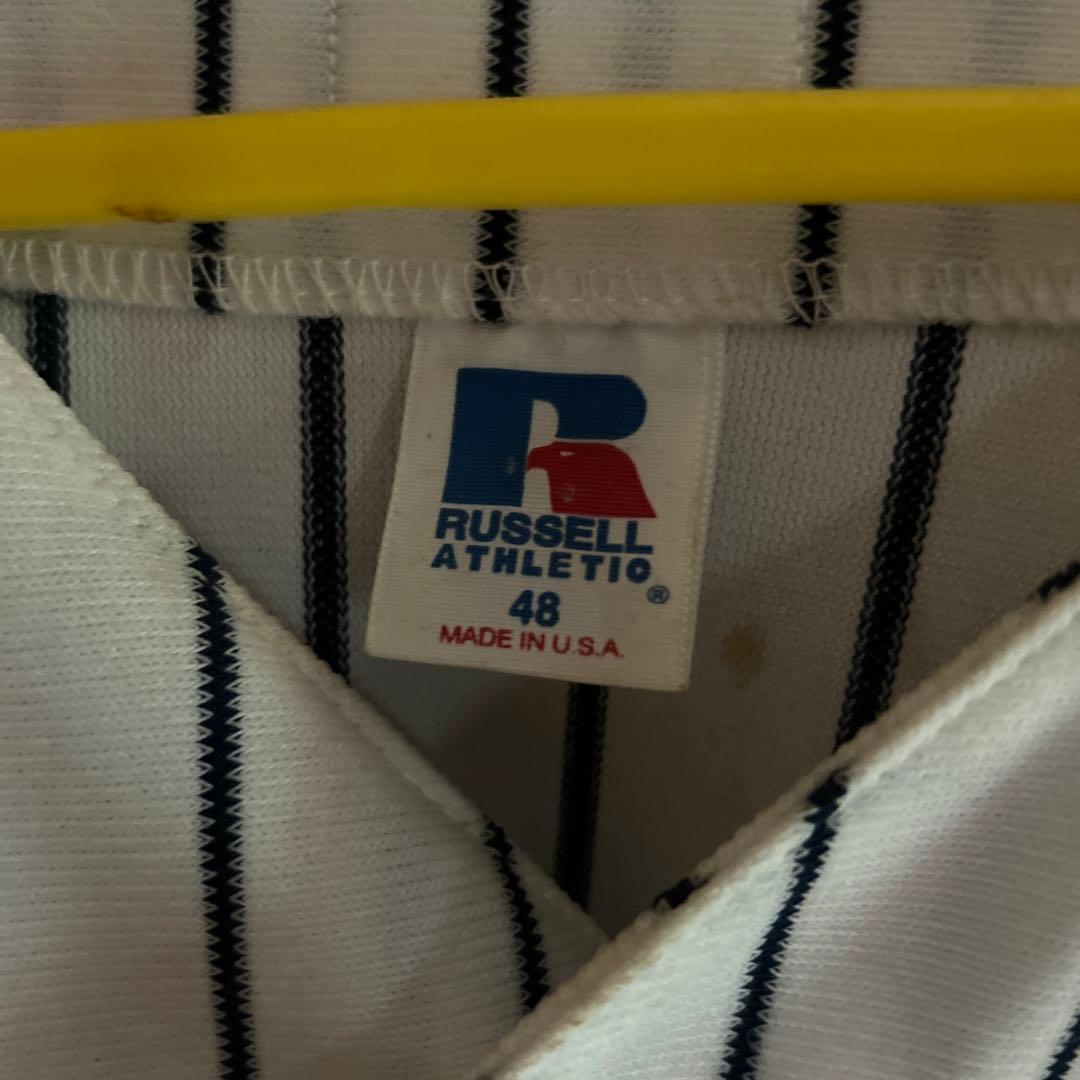 RUSSELL
ATHLETIC
®
48
MADE IN U.S.A.